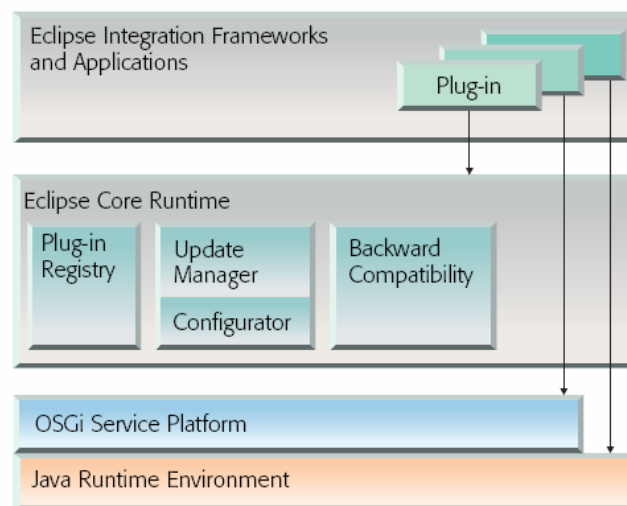 Eclipse Integration Frameworks
and Applications
Plug-in
Eclipse Core Runtime
Plug-in
Registry
Update
Manager
Configurator
Backward
Compatibility
OSGi Service Platform
Java Runtime Environment